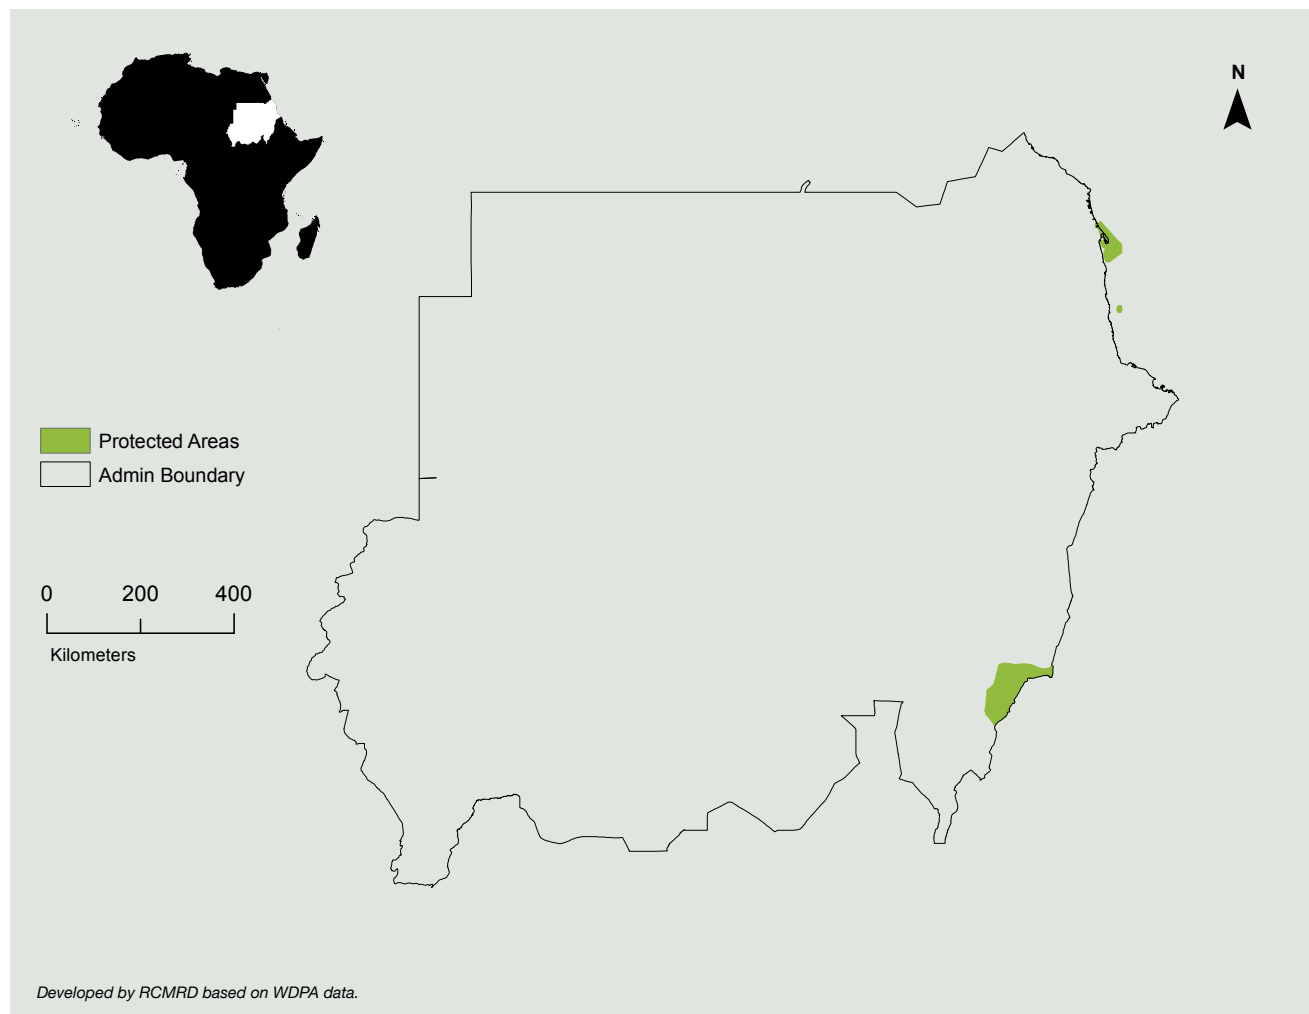 N
Protected Areas
Admin Boundary
0 200 400
Kilometers
Developed by RCMRD based on WDPA data.